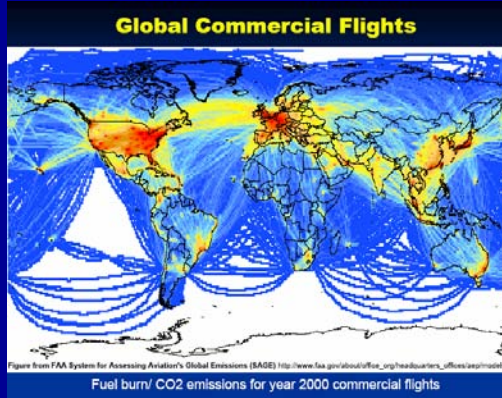 Global Commercial Flights
Figure from FAA System for Assessing Aviation's Global Emissions (SAGE) http://www.faa.gov/about/office_org/headquarters_offices/aep/model
Fuel burn/ CO2 emissions for year 2000 commercial flights